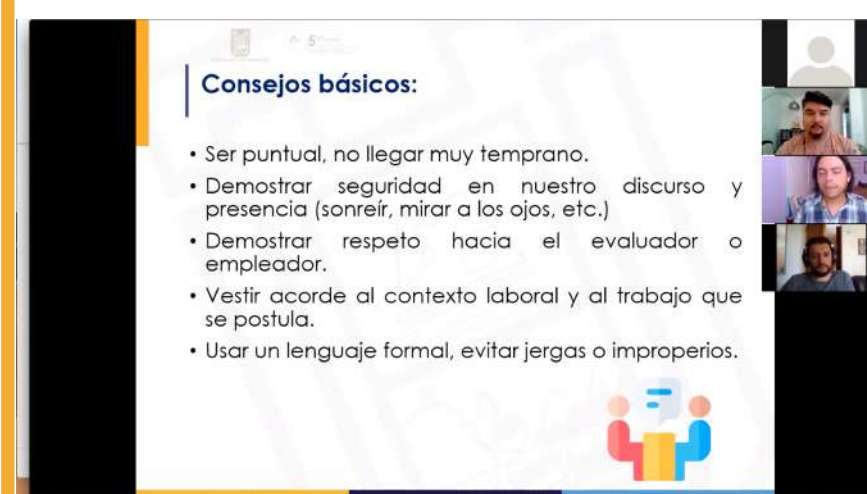 Consejos básicos:
• Ser puntual, no llegar muy temprano.
• Demostrar seguridad en nuestro discurso y
presencia (sonreír, mirar a los ojos, etc.)
• Demostrar respeto hacia el evaluador o
empleador.
• Vestir acorde al contexto laboral y al trabajo que
se postula.
• Usar un lenguaje formal, evitar jergas o improperios.